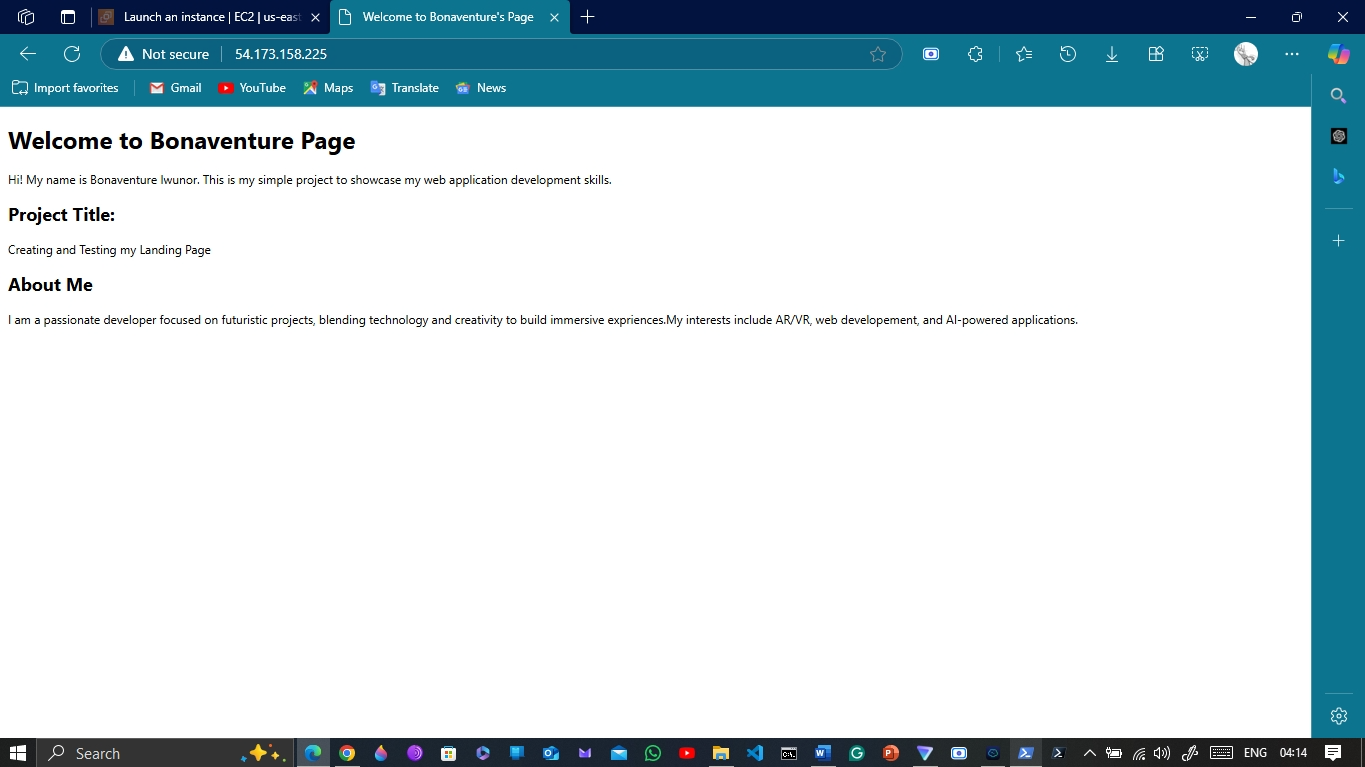 Launch an instance | EC2 | us-east
Welcome to Bonaventure's Page
Not secure
54.173.158.225
Import favorites
Gmail
YouTube
Maps
Translate
News
Welcome to Bonaventure Page
Hi! My name is Bonaventure Iwunor. This is my simple project to showcase my web application development skills.
Project Title:
Creating and Testing my Landing Page
About Me
I am a passionate developer focused on futuristic projects, blending technology and creativity to build immersive expriences.My interests include AR/VR, web developement, and AI-powered applications.
Search
ENG
04:14